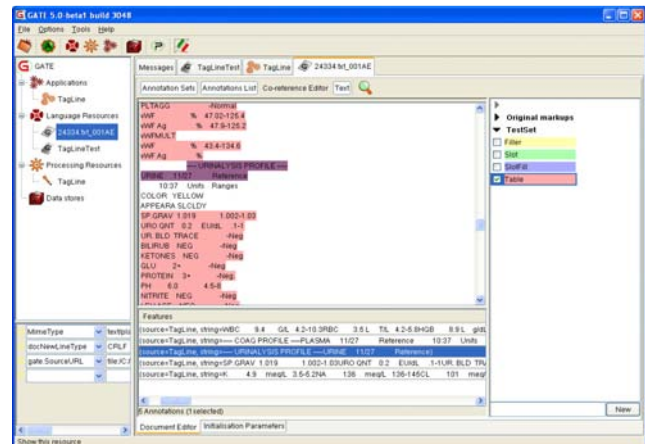 GATE 5.0-beta1 build 3048
File Options Tools Help
GATE
Applications
TagLine
Language Resources
24334.txt_001AE
TagLineTest
Processing Resources
TagLine
Data stores
MimeType
docNewLineType CRLF
gate.SourceURL
Messages TagLineTest TagLine 24334.txt_001AE
Annotation Sets Annotations List Co-reference Editor Text
PLTAGG -Normal
vWF % 47.02-125.4
vWF Ag % 47.9-125.2
vWFMULT
vWF % 43.4-134.6
vWF Ag %
---- URINALYSIS PROFILE ----
URINE 11/27 Reference
10:37 Units Ranges
COLOR YELLOW
APPEARA SLCLDY
SP.GRAV 1.019 1.002-1.03
URO QNT 0.2 EU/dL .1-1
UR. BLD TRACE -Neg
BILIRUB NEG -Neg
KETONES NEG -Neg
GLU 2+ -Neg
PROTEIN 3+ -Neg
PH 6.0 4.5-8
NITRITE NEG -Neg
Original markups
TestSet
Filler
Slot
SlotFill
Table
Features
{source=TagLine, string=WBC 9.4 G/L 4.2-10.3RBC 3.5 L T/L 4.2-5.8HGB 8.9 L g/dL
{source=TagLine, string=---- COAG PROFILE ----PLASMA 11/27 Reference 10:37 Units
{source=TagLine, string=---- URINALYSIS PROFILE ----URINE 11/27 Reference}
{source=TagLine, string=SP.GRAV 1.019 1.002-1.03URO QNT 0.2 EU/dL .1-1UR. BLD
{source=TagLine, string=K 4.9 meq/L 3.5-5.2NA 136 meq/L 136-145CL 101
5 Annotations (1selected)
New
Document Editor Initialisation Parameters
Show this resource